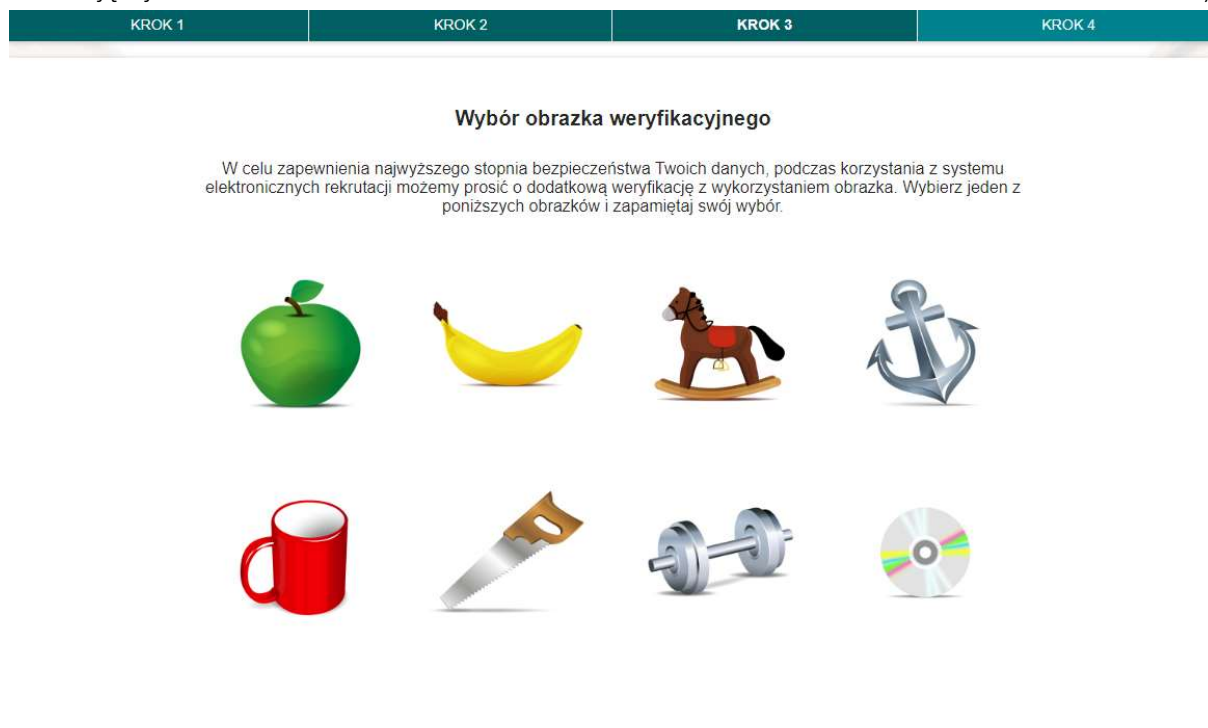 KROK 1 KROK 2 KROK 3 KROK 4
Wybór obrazka weryfikacyjnego
W celu zapewnienia najwyższego stopnia bezpieczeństwa Twoich danych, podczas korzystania z systemu
elektronicznych rekrutacji możemy prosić o dodatkową weryfikację z wykorzystaniem obrazka. Wybierz jeden z
poniższych obrazków i zapamiętaj swój wybór.